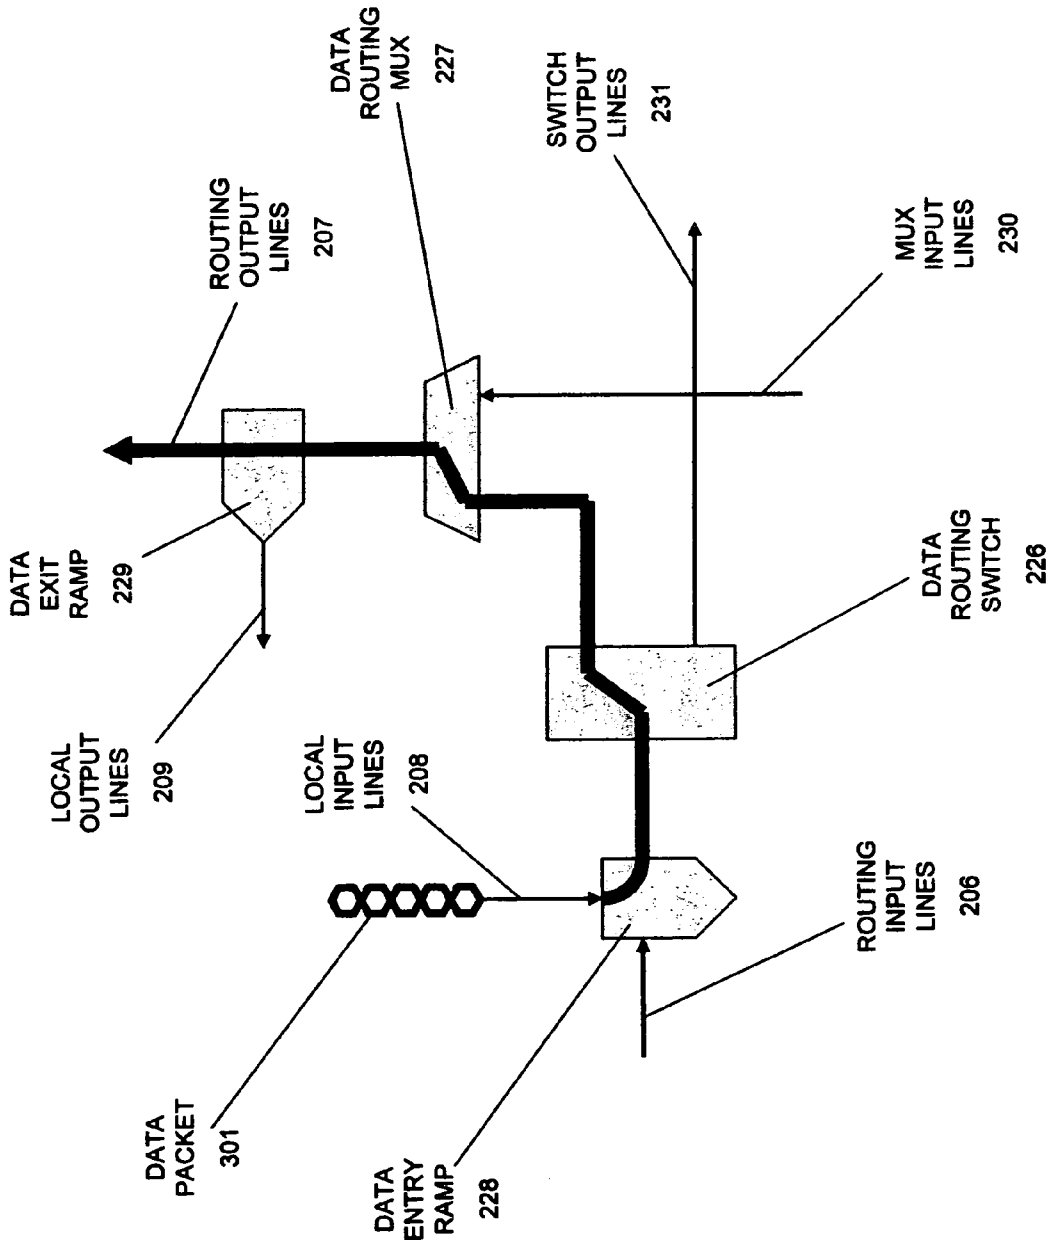 DATA
EXIT
RAMP
229
ROUTING
OUTPUT
LINES
207
DATA
ROUTING
MUX
227
LOCAL
OUTPUT
LINES
209
LOCAL
INPUT
LINES
208
SWITCH
OUTPUT
LINES
231
DATA
PACKET
301
DATA
ENTRY
RAMP
228
ROUTING
INPUT
LINES
206
DATA
ROUTING
SWITCH
226
MUX
INPUT
LINES
230